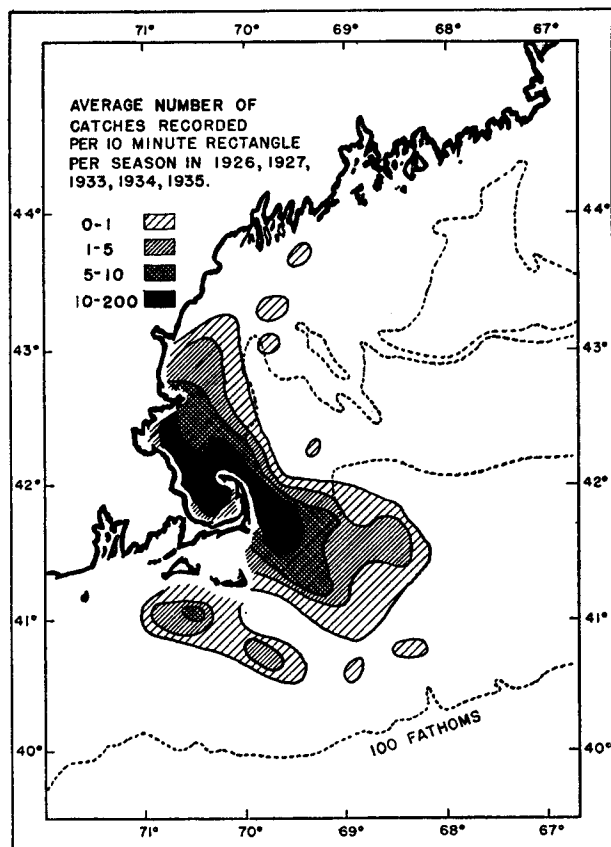 71° 70° 69° 68° 67°
AVERAGE NUMBER OF
CATCHES RECORDED
PER 10 MINUTE RECTANGLE
PER SEASON IN 1926, 1927,
1933, 1934, 1935.
44° 44°
0-1
1-5
5-10
10-200
43° 43°
42° 42°
41° 41°
100 FATHOMS
40° 40°
71° 70° 69° 68° 67°